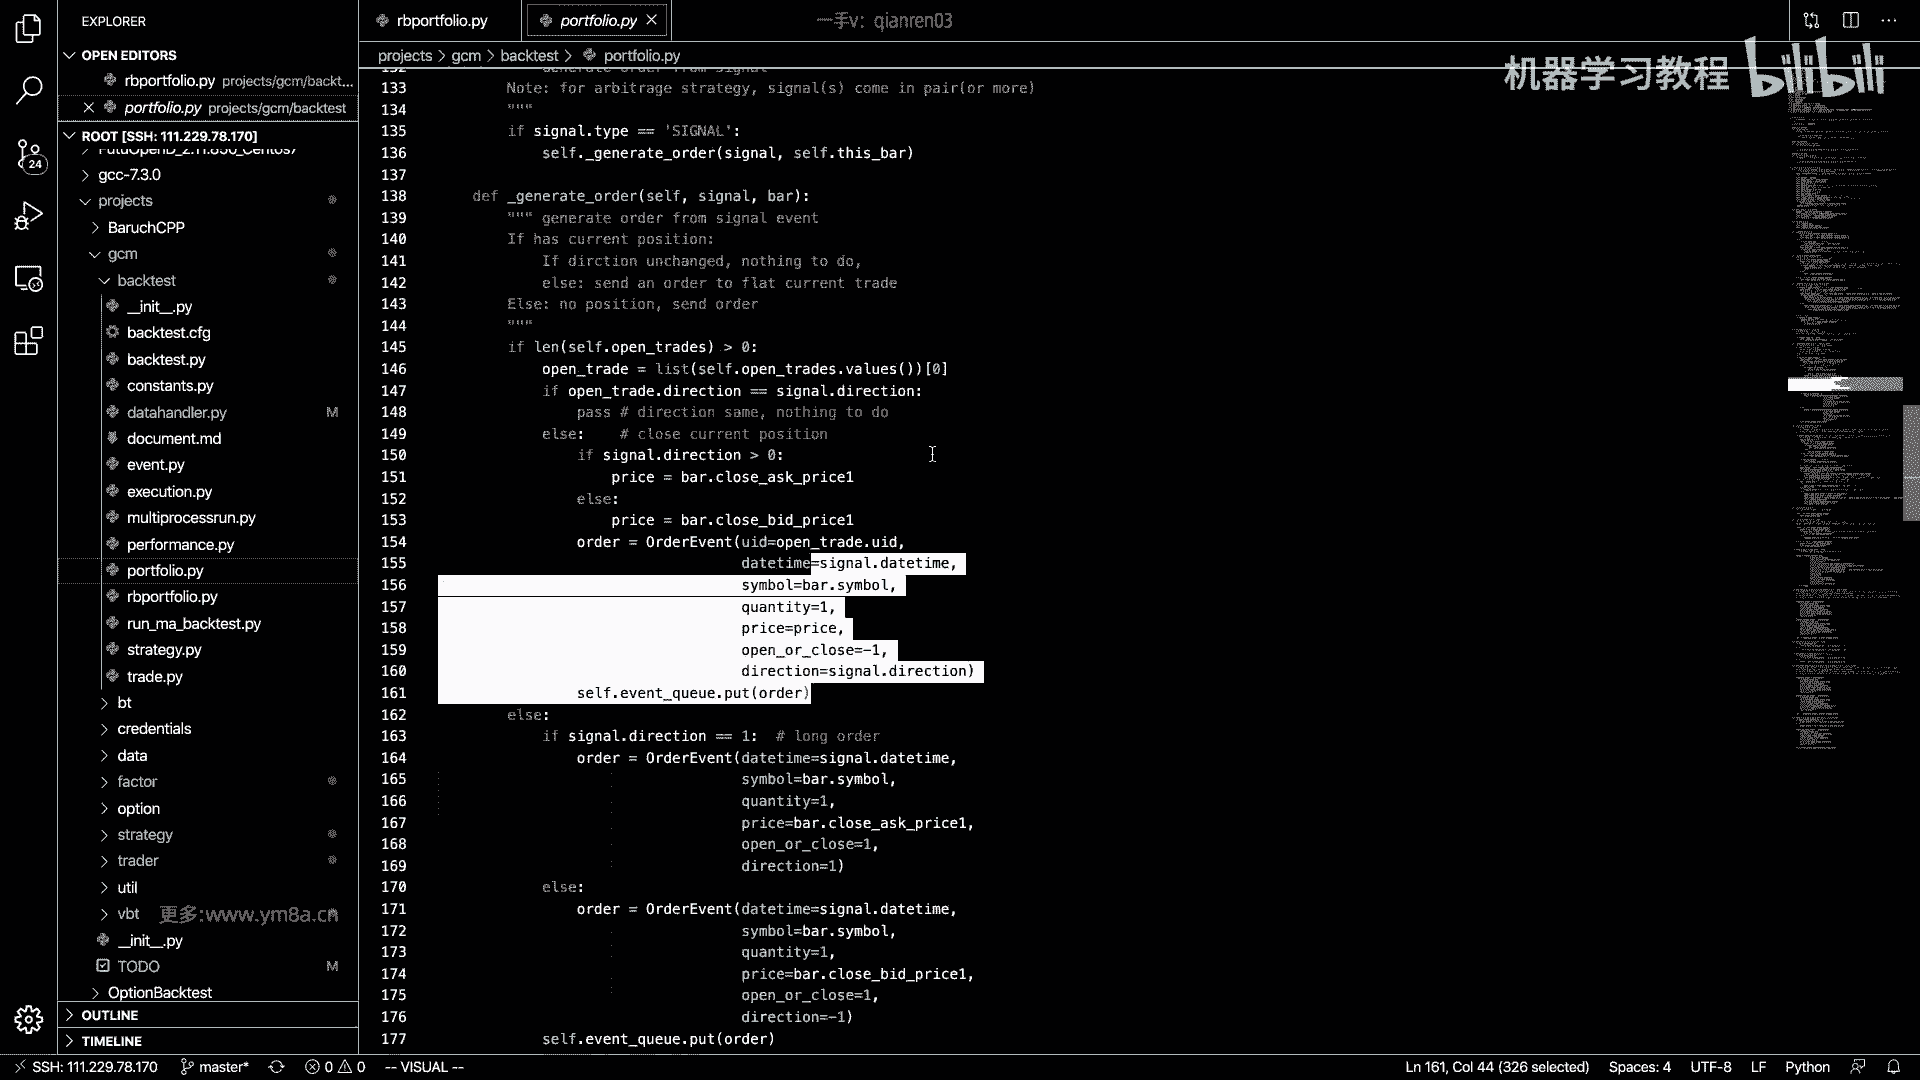 EXPLORER
OPEN EDITORS
rbportfolio.py projects/gcm/backt...
portfolio.py projects/gcm/backtest
ROOT [SSH: 111.229.78.170]
gcc-7.3.0
projects
BaruchCPP
gcm
backtest
__init__.py
backtest.cfg
backtest.py
constants.py
datahandler.py M
document.md
event.py
execution.py
multiprocessrun.py
performance.py
portfolio.py
rbportfolio.py
run_ma_backtest.py
strategy.py
trade.py
bt
credentials
data
factor
option
strategy
trader
util
vbt
更多:www.ym8a.cn
__init__.py
TODO M
OptionBacktest
OUTLINE
TIMELINE
24
rbportfolio.py
portfolio.py
一手v: qianren03
projects > gcm > backtest > portfolio.py
机器学习教程 bilibili
132 generate order from signal
133 Note: for arbitrage strategy, signal(s) come in pair(or more)
134 """
135 if signal.type == 'SIGNAL':
136 self._generate_order(signal, self.this_bar)
137
138 def _generate_order(self, signal, bar):
139 """ generate order from signal event
140 If has current position:
141 If dirction unchanged, nothing to do,
142 else: send an order to flat current trade
143 Else: no position, send order
144 """
145 if len(self.open_trades) > 0:
146 open_trade = list(self.open_trades.values())[0]
147 if open_trade.direction == signal.direction:
148 pass # direction same, nothing to do
149 else: # close current position
150 if signal.direction > 0:
151 price = bar.close_ask_price1
152 else:
153 price = bar.close_bid_price1
154 order = OrderEvent(uid=open_trade.uid,
155 datetime=signal.datetime,
156 symbol=bar.symbol,
157 quantity=1,
158 price=price,
159 open_or_close=-1,
160 direction=signal.direction)
161 self.event_queue.put(order)
162 else:
163 if signal.direction == 1: # long order
164 order = OrderEvent(datetime=signal.datetime,
165 symbol=bar.symbol,
166 quantity=1,
167 price=bar.close_ask_price1,
168 open_or_close=1,
169 direction=1)
170 else:
171 order = OrderEvent(datetime=signal.datetime,
172 symbol=bar.symbol,
173 quantity=1,
174 price=bar.close_bid_price1,
175 open_or_close=1,
176 direction=-1)
177 self.event_queue.put(order)
SSH: 111.229.78.170 master* 0 0 -- VISUAL -- Ln 161, Col 44 (326 selected) Spaces: 4 UTF-8 LF Python